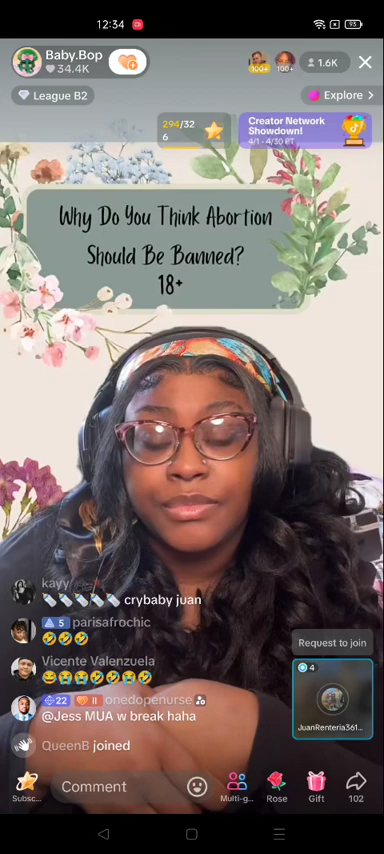 12:34
93
Baby.Bop
34.4K
1.6K
100+
100+
League B2
Explore >
294/32
6
Creator Network
Showdown!
4/1 - 4/30 PT
Why Do You Think Abortion
Should Be Banned?
18+
kayy
crybaby juan
5 parisafrochic
Vicente Valenzuela
22 II onedopenurse
@Jess MUA w break haha
QueenB joined
Request to join
4
JuanRenteria361...
Comment
Subsc...
Multi-g...
Rose
Gift
102